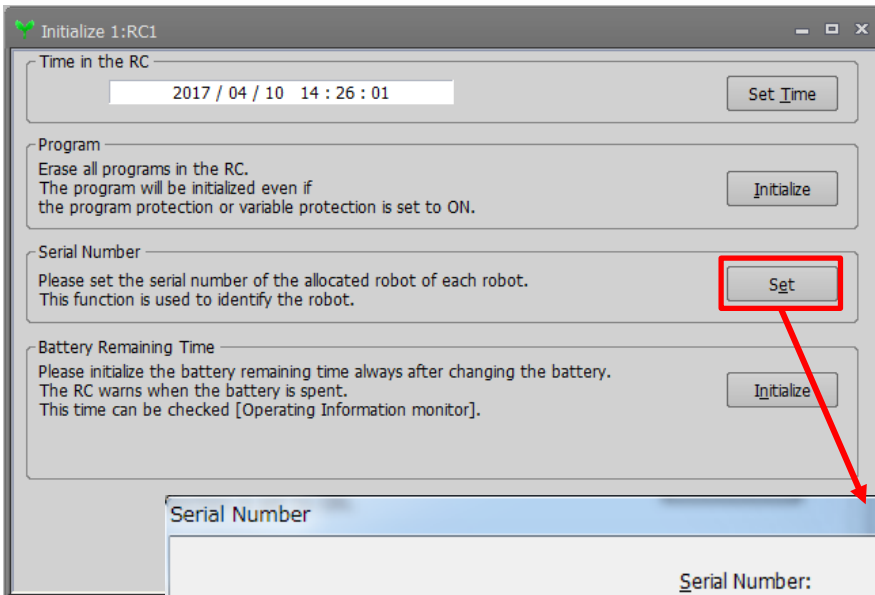 Initialize 1:RC1
Time in the RC
2017 / 04 / 10 14 : 26 : 01
Set Time
Program
Erase all programs in the RC.
The program will be initialized even if
the program protection or variable protection is set to ON.
Initialize
Serial Number
Please set the serial number of the allocated robot of each robot.
This function is used to identify the robot.
Set
Battery Remaining Time
Please initialize the battery remaining time always after changing the battery.
The RC warns when the battery is spent.
This time can be checked [Operating Information monitor].
Initialize
Serial Number
Serial Number: